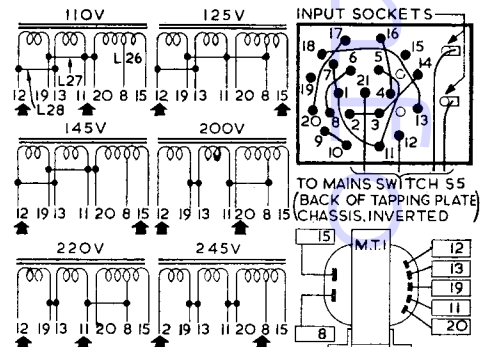 110V
L26
L27
L28
12 19 13 11 20 8 15
125V
12 19 13 11 20 8 15
145V
12 19 13 11 20 8 15
200V
12 19 13 11 20 8 15
220V
12 19 13 11 20 8 15
245V
12 19 13 11 20 8 15
INPUT SOCKETS
17 16
18 6 5 15
7 21 14
19 1 4
20 8 2 3 13
9 12
10 11
TO MAINS SWITCH S5
(BACK OF TAPPING PLATE)
CHASSIS, INVERTED
15 M.T.1 12
13
19
11
8 20